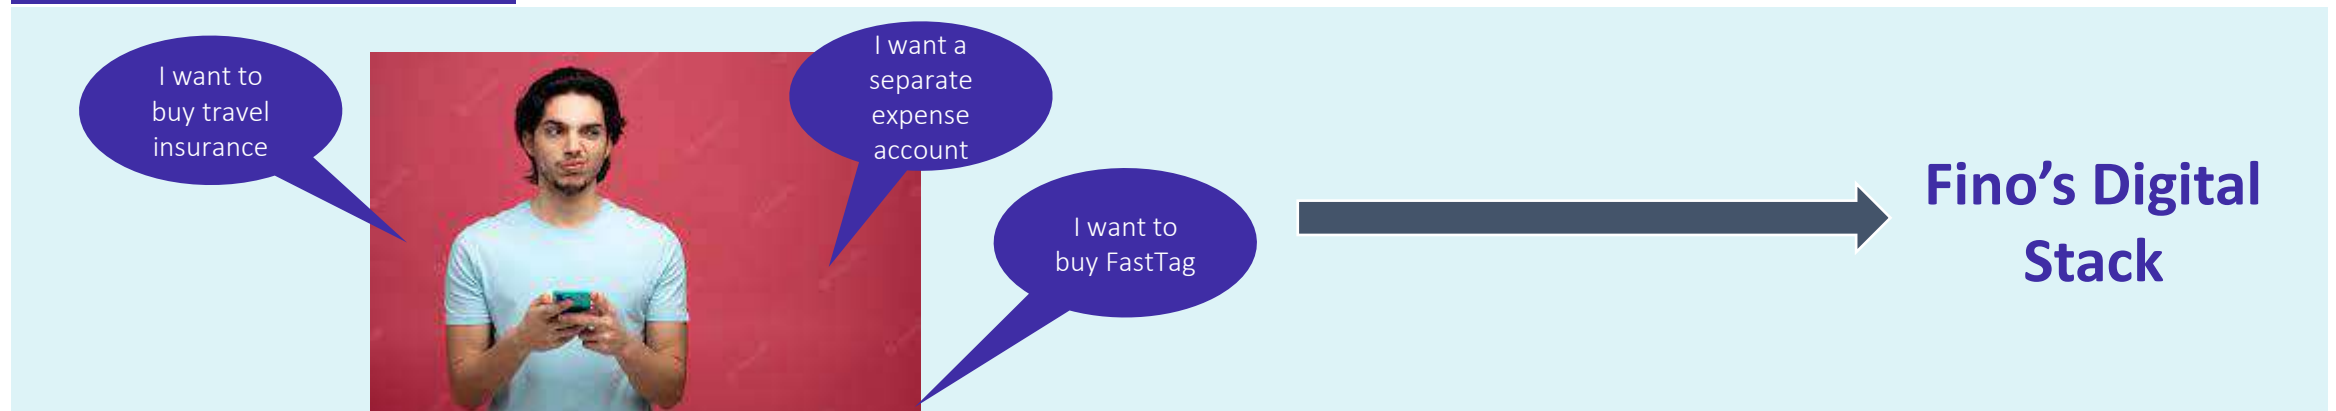 I want to
buy travel
insurance
I want a
separate
expense
account
I want to
buy FastTag
Fino’s Digital
Stack